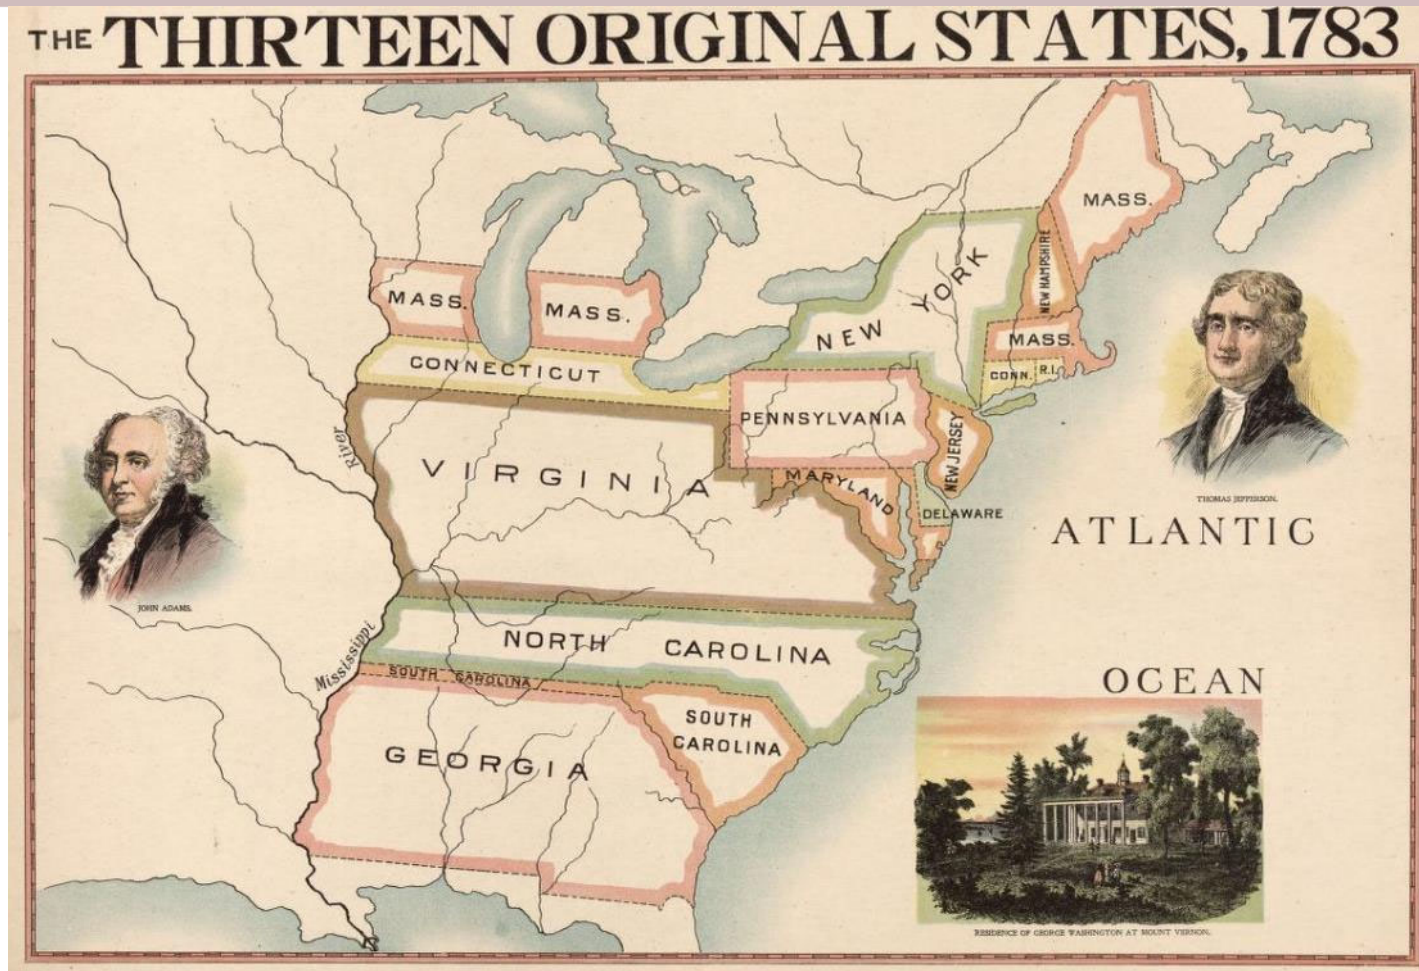 THE THIRTEEN ORIGINAL STATES, 1783
MASS.
MASS.
MASS.
NEW HAMPSHIRE
NEW YORK
MASS.
CONN.
R.I.
CONNECTICUT
PENNSYLVANIA
NEW JERSEY
VIRGINIA
MARYLAND
DELAWARE
River
Mississippi
NORTH CAROLINA
SOUTH CAROLINA
SOUTH
CAROLINA
GEORGIA
THOMAS JEFFERSON.
ATLANTIC
OCEAN
JOHN ADAMS.
RESIDENCE OF GEORGE WASHINGTON AT MOUNT VERNON.